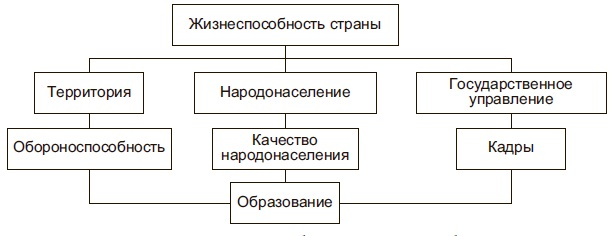 Жизнеспособность страны
Территория
Народонаселение
Государственное
управление
Обороноспособность
Качество
народонаселения
Кадры
Образование